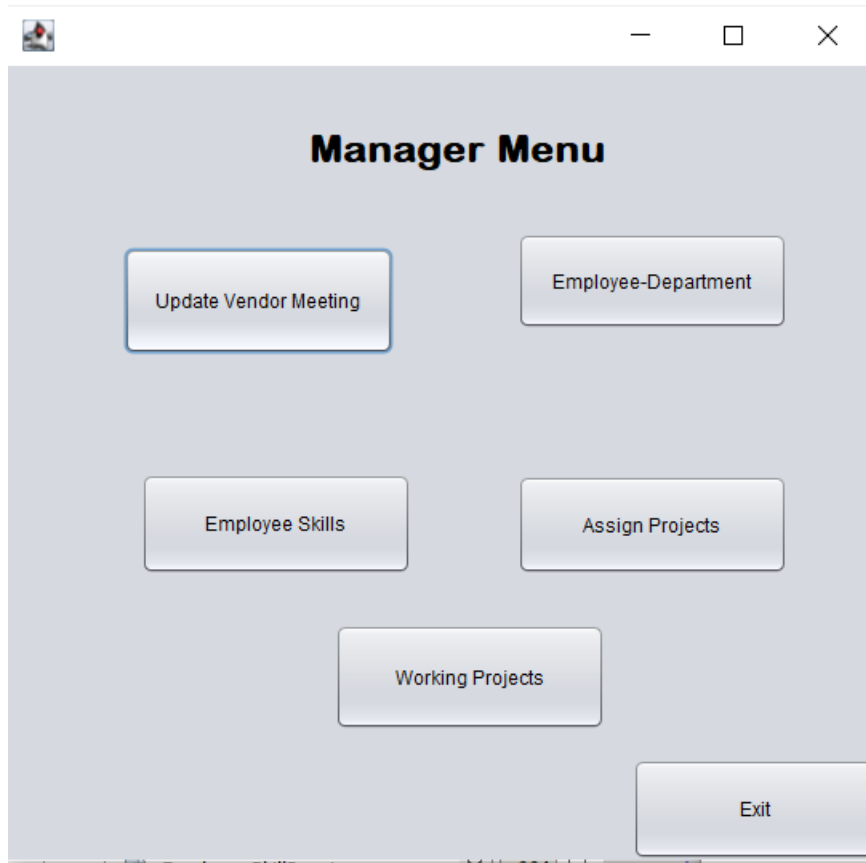 Manager Menu
Update Vendor Meeting
Employee-Department
Employee Skills
Assign Projects
Working Projects
Exit